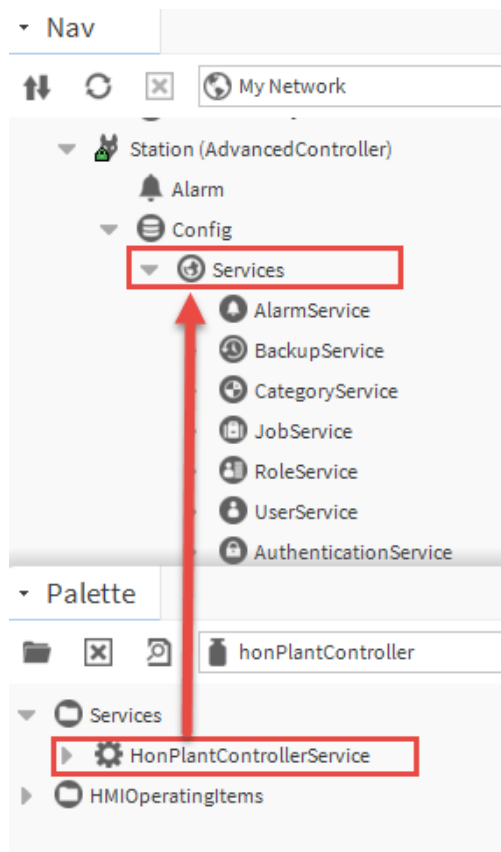 Nav
My Network
Station (AdvancedController)
Alarm
Config
Services
AlarmService
BackupService
CategoryService
JobService
RoleService
UserService
AuthenticationService
Palette
honPlantController
Services
HonPlantControllerService
HMIOperatingItems